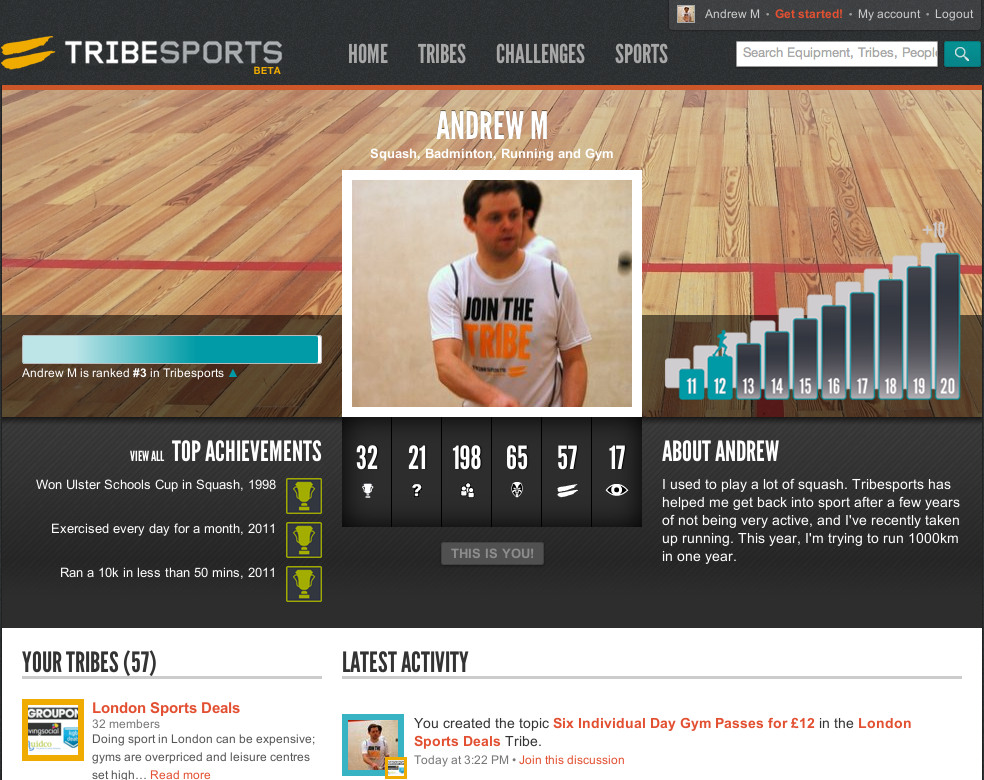 Andrew M • Get started! • My account • Logout
TRIBESPORTS
BETA
HOME TRIBES CHALLENGES SPORTS
Search Equipment, Tribes, People
ANDREW M
Squash, Badminton, Running and Gym
JOIN THE
TRIBE
Andrew M is ranked #3 in Tribesports
+10
11 12 13 14 15 16 17 18 19 20
VIEW ALL TOP ACHIEVEMENTS
Won Ulster Schools Cup in Squash, 1998
Exercised every day for a month, 2011
Ran a 10k in less than 50 mins, 2011
32 21 198 65 57 17
?
THIS IS YOU!
ABOUT ANDREW
I used to play a lot of squash. Tribesports has
helped me get back into sport after a few years
of not being very active, and I've recently taken
up running. This year, I'm trying to run 1000km
in one year.
YOUR TRIBES (57)
GROUPON
London Sports Deals
32 members
Doing sport in London can be expensive;
gyms are overpriced and leisure centres
set high… Read more
LATEST ACTIVITY
You created the topic Six Individual Day Gym Passes for £12 in the London
Sports Deals Tribe.
Today at 3:22 PM • Join this discussion